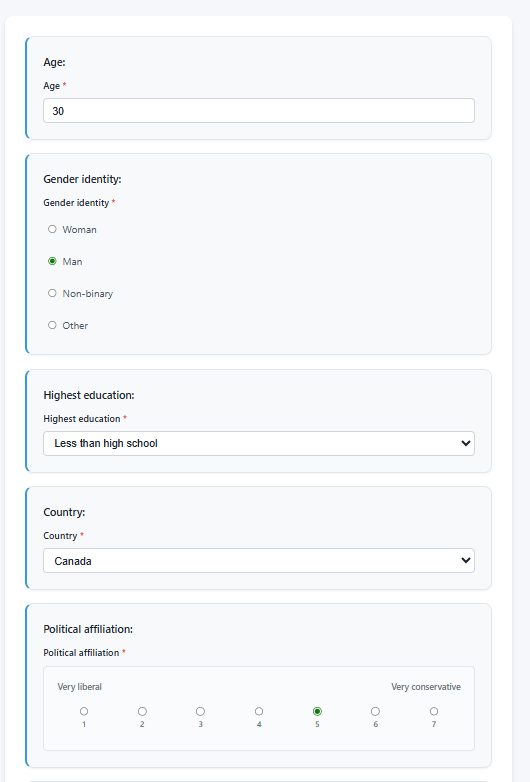 Age:
Age *
30
Gender identity:
Gender identity *
Woman
Man
Non-binary
Other
Highest education:
Highest education *
Less than high school
Country:
Country *
Canada
Political affiliation:
Political affiliation *
Very liberal Very conservative
1 2 3 4 5 6 7